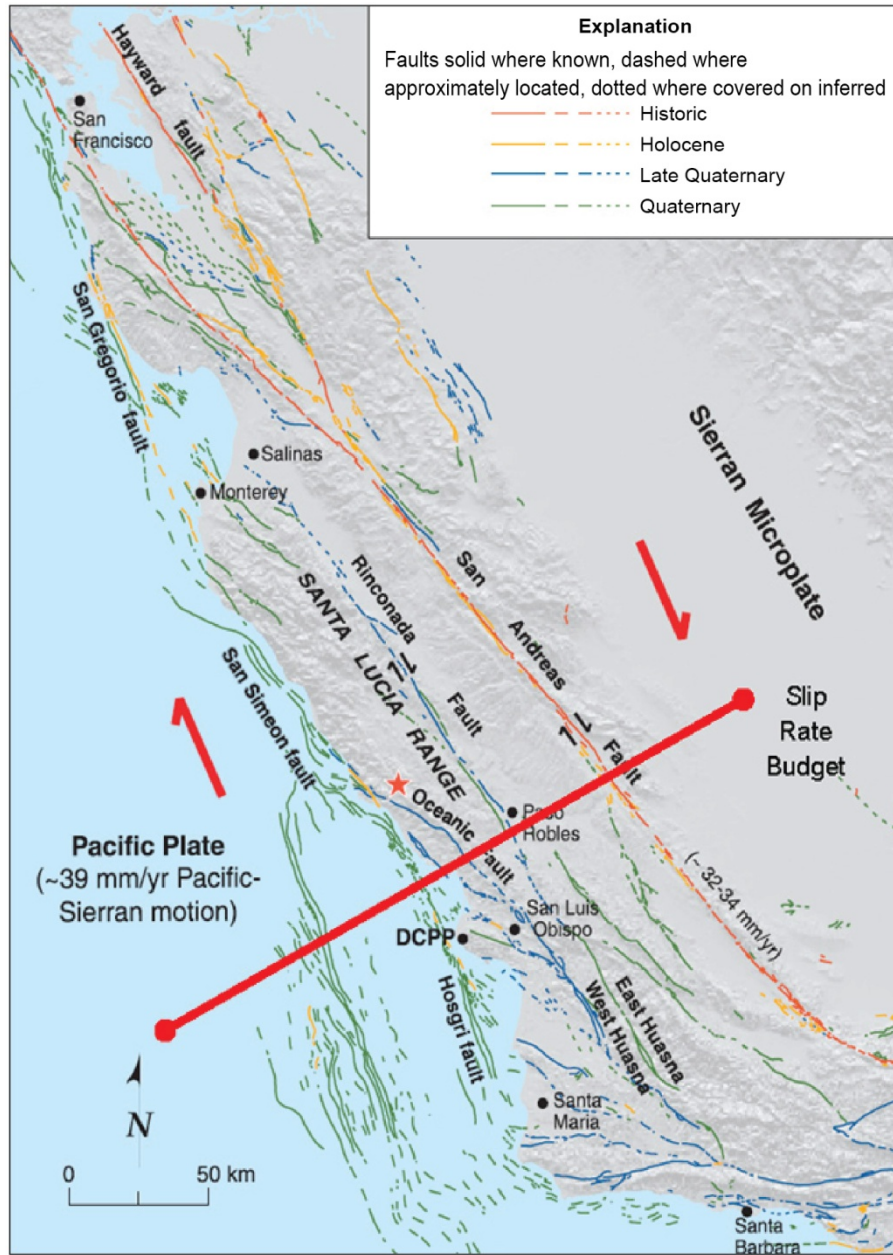 Explanation
Faults solid where known, dashed where
approximately located, dotted where covered on inferred
Historic
Holocene
Late Quaternary
Quaternary
Hayward
fault
San
Francisco
San Gregorio fault
Salinas
Monterey
Sierran Microplate
San
Andreas
Fault
Rinconada
Fault
SANTA LUCIA RANGE
San Simeon fault
Slip
Rate
Budget
Oceanic fault
Paso
Robles
Pacific Plate
(~39 mm/yr Pacific-
Sierran motion)
(~32-34 mm/yr)
San Luis
Obispo
DCPP
Hosgri fault
West Huasna
East Huasna
N
Santa
Maria
0 50 km
Santa
Barbara